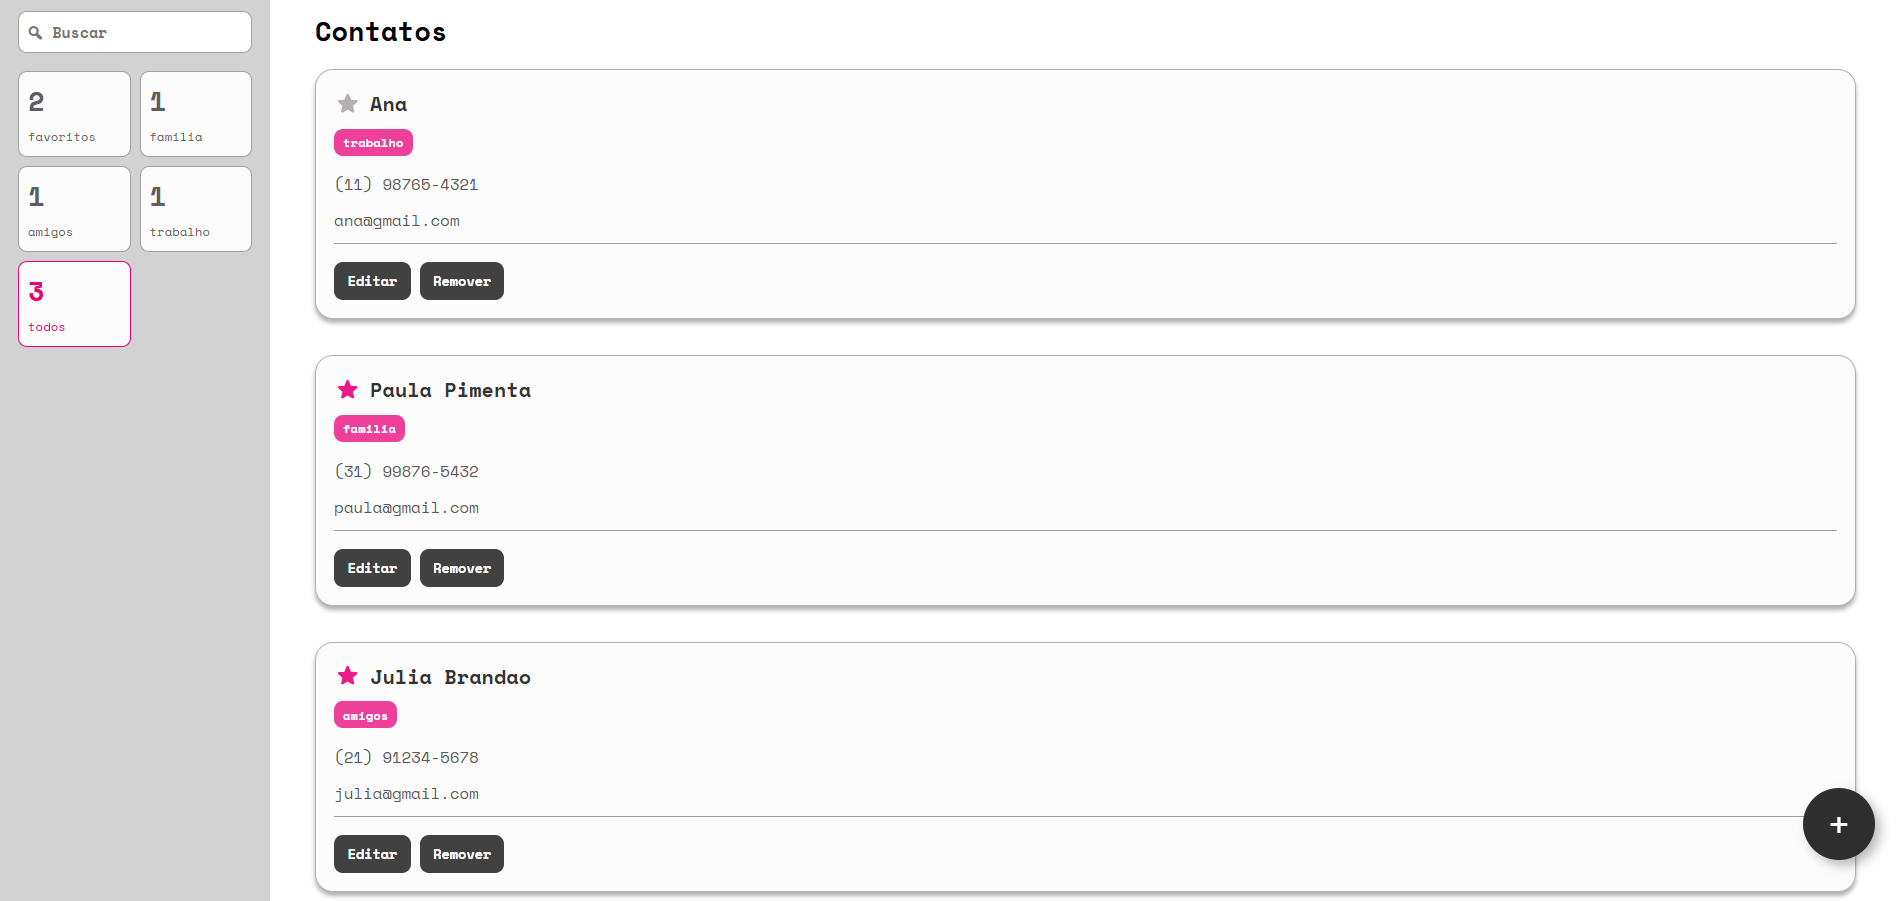 Buscar
2
favoritos
1
familia
1
amigos
1
trabalho
3
todos
Contatos
Ana
trabalho
(11) 98765-4321
ana@gmail.com
Editar Remover
Paula Pimenta
familia
(31) 99876-5432
paula@gmail.com
Editar Remover
Julia Brandao
amigos
(21) 91234-5678
julia@gmail.com
Editar Remover
+